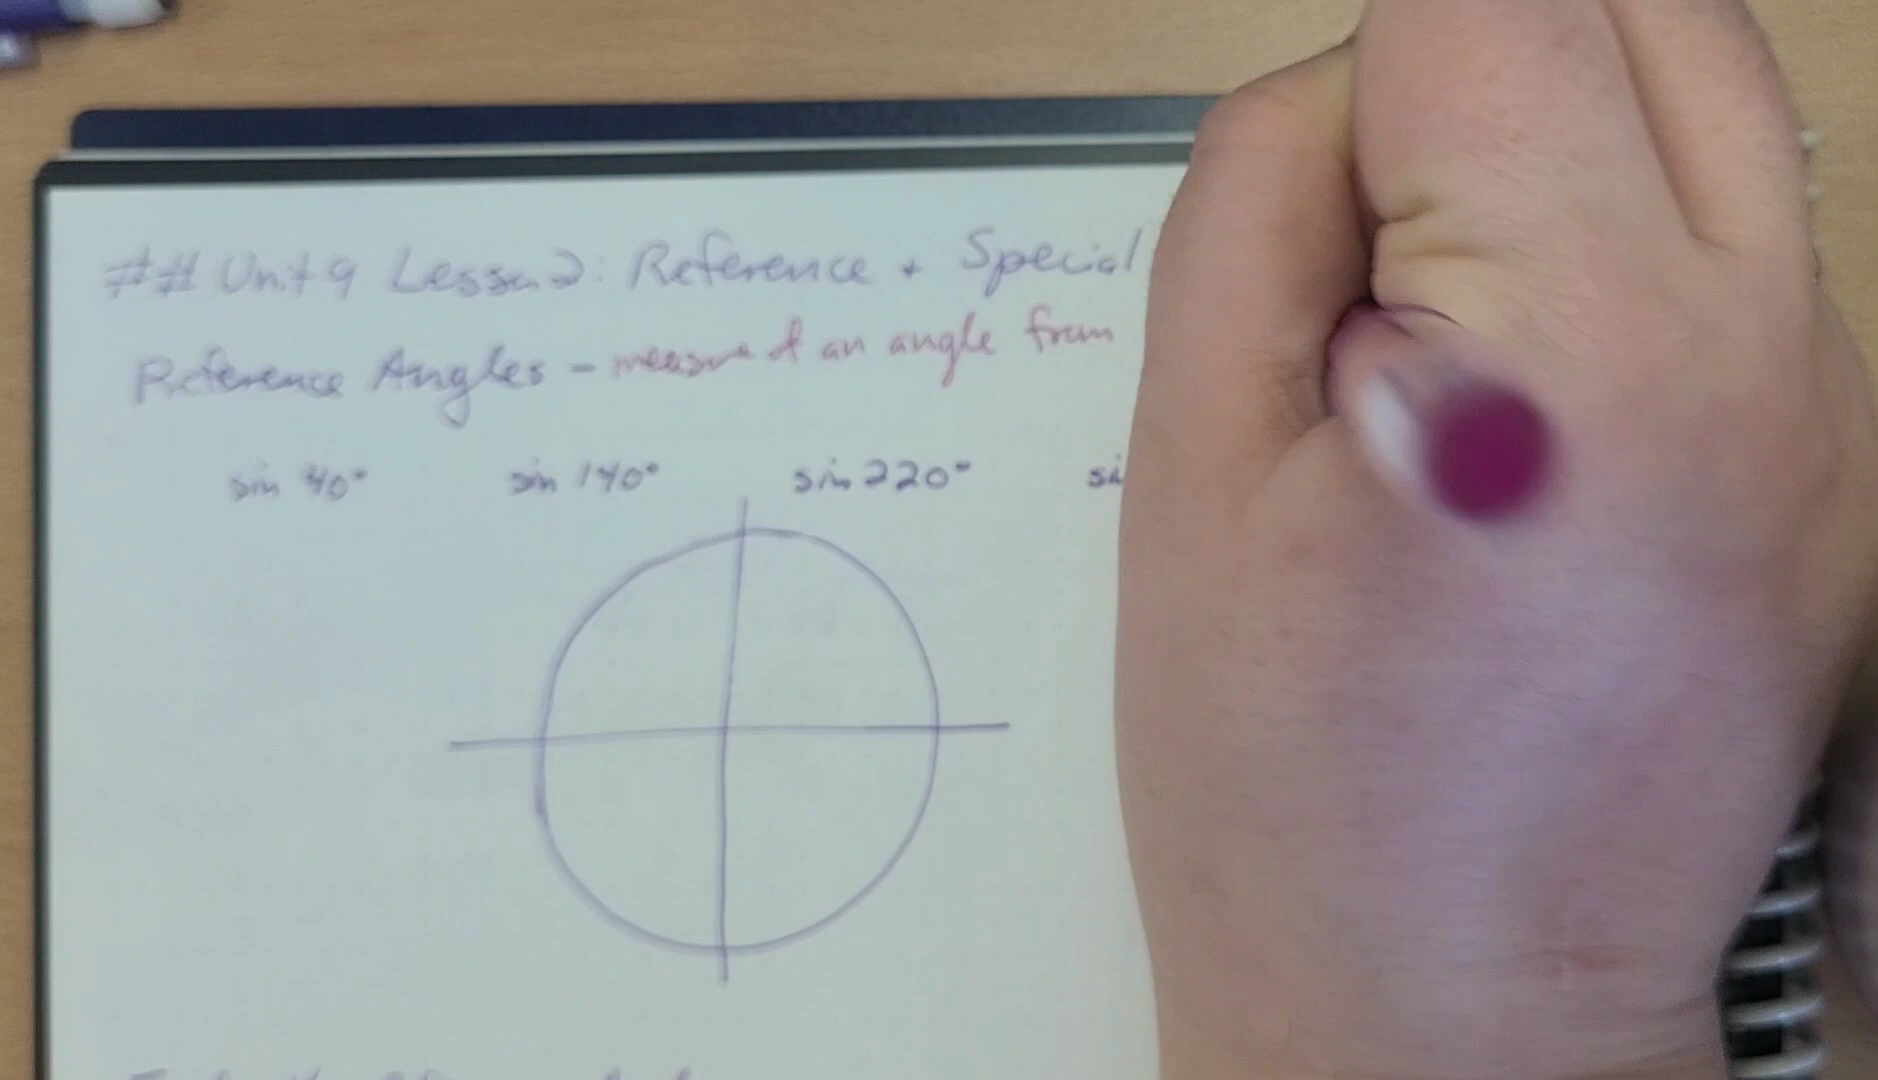 ## Unit 9 Lesson 2: Reference + Special
Reference Angles - measure of an angle from
sin 40° sin 140° sin 220° si